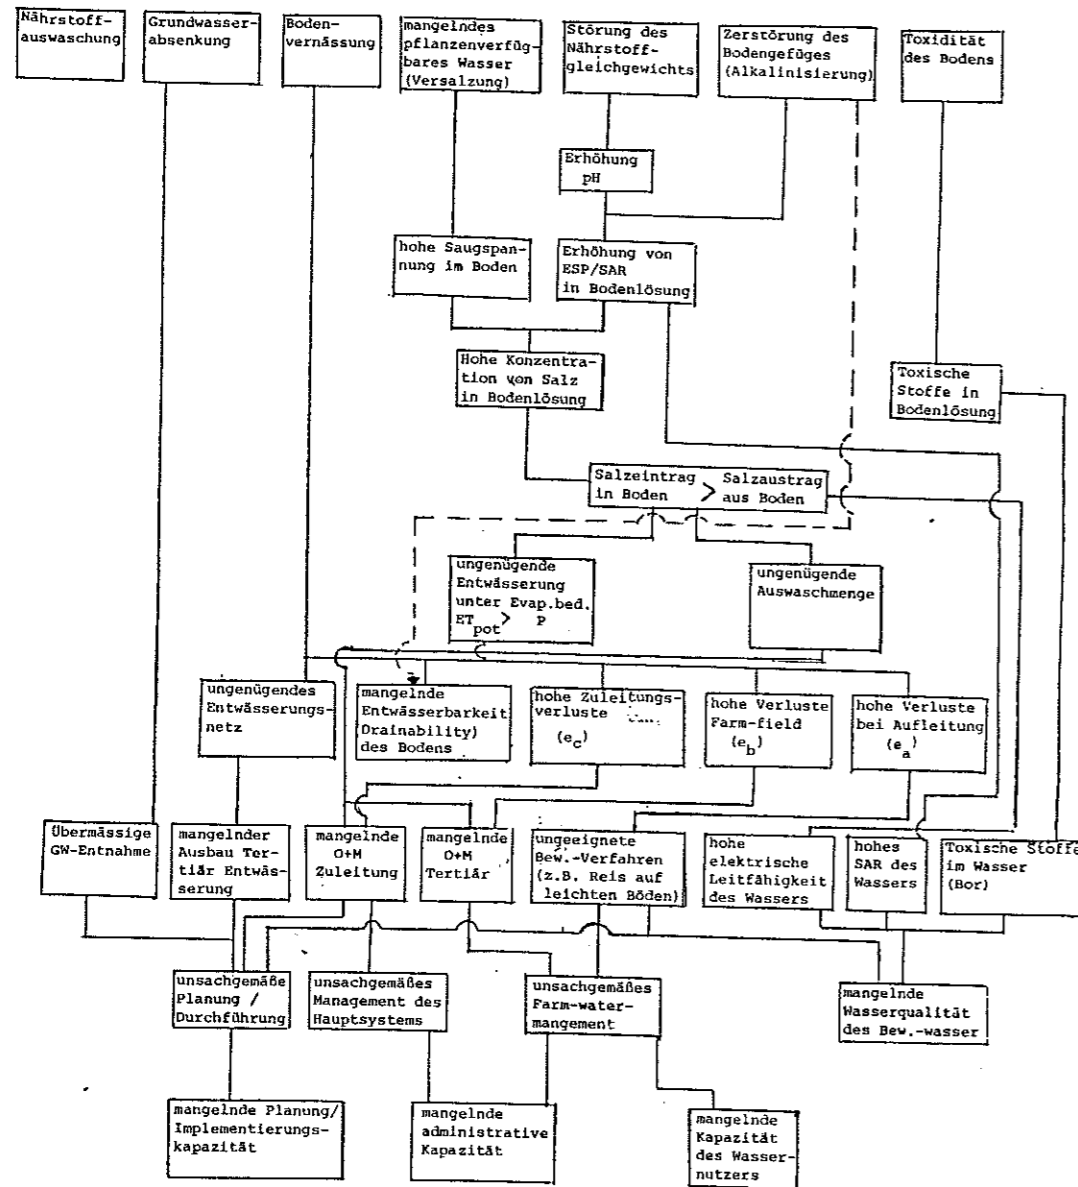 Nährstoff-
auswaschung
Grundwasser-
absenkung
Boden-
vernässung
mangelndes
pflanzenverfüg-
bares Wasser
(Versalzung)
Störung des
Nährstoff-
gleichgewichts
Zerstörung des
Bodengefüges
(Alkalinisierung)
Toxidität
des Bodens
Erhöhung
pH
hohe Saugspan-
nung im Boden
Erhöhung von
ESP/SAR
in Bodenlösung
Hohe Konzentra-
tion von Salz
in Bodenlösung
Toxische
Stoffe in
Bodenlösung
Salzeintrag > Salzaustrag
in Boden aus Boden
ungenügende
Entwässerung
unter Evap.bed.
ETpot > P
ungenügende
Auswaschmenge
ungenügendes
Entwässerungs-
netz
mangelnde
Entwässerbarkeit
Drainability)
des Bodens
hohe Zuleitungs-
verluste
(ec)
hohe Verluste
Farm-field
(eb)
hohe Verluste
bei Aufleitung
(ea)
Übermässige
GW-Entnahme
mangelnder
Ausbau Ter-
tiär Entwäs-
serung
mangelnde
O+M
Zuleitung
mangelnde
O+M
Tertiär
ungeeignete
Bew.-Verfahren
(z.B. Reis auf
leichten Böden)
hohe
elektrische
Leitfähigkeit
des Wassers
hohes
SAR des
Wassers
Toxische Stoffe
im Wasser
(Bor)
unsachgemäße
Planung /
Durchführung
unsachgemäßes
Management des
Hauptsystems
unsachgemäßes
Farm-water-
mangement
mangelnde
Wasserqualität
des Bew.-wasser
mangelnde Planung/
Implementierungs-
kapazität
mangelnde
administrative
Kapazität
mangelnde
Kapazität
des Wasser-
nutzers